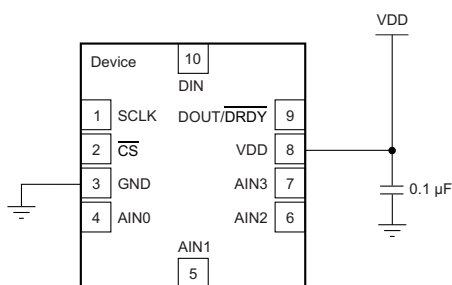 VDD
Device
10
DIN
1 SCLK DOUT/DRDY 9
2 CS VDD 8
3 GND AIN3 7
0.1 µF
4 AIN0 AIN2 6
AIN1
5